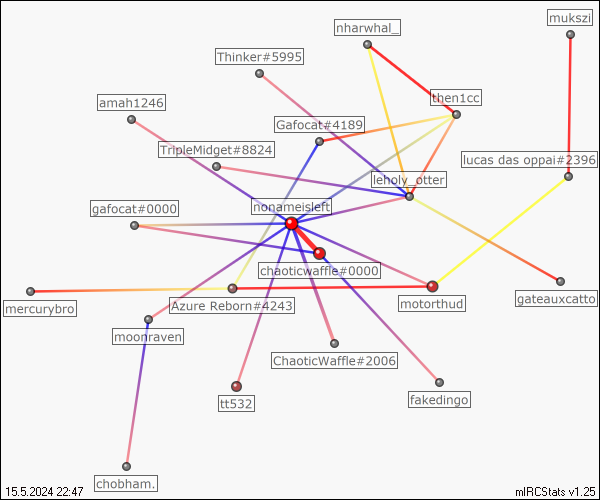 mukszi
nharwhal_
Thinker#5995
then1cc
amah1246
Gafocat#4189
TripleMidget#8824
lucas das oppai#2396
leholy_otter
nonameisleft
gafocat#0000
chaoticwaffle#0000
gateauxcatto
motorthud
Azure Reborn#4243
mercurybro
moonraven
ChaoticWaffle#2006
fakedingo
tt532
chobham.
15.5.2024 22:47
mIRCStats v1.25